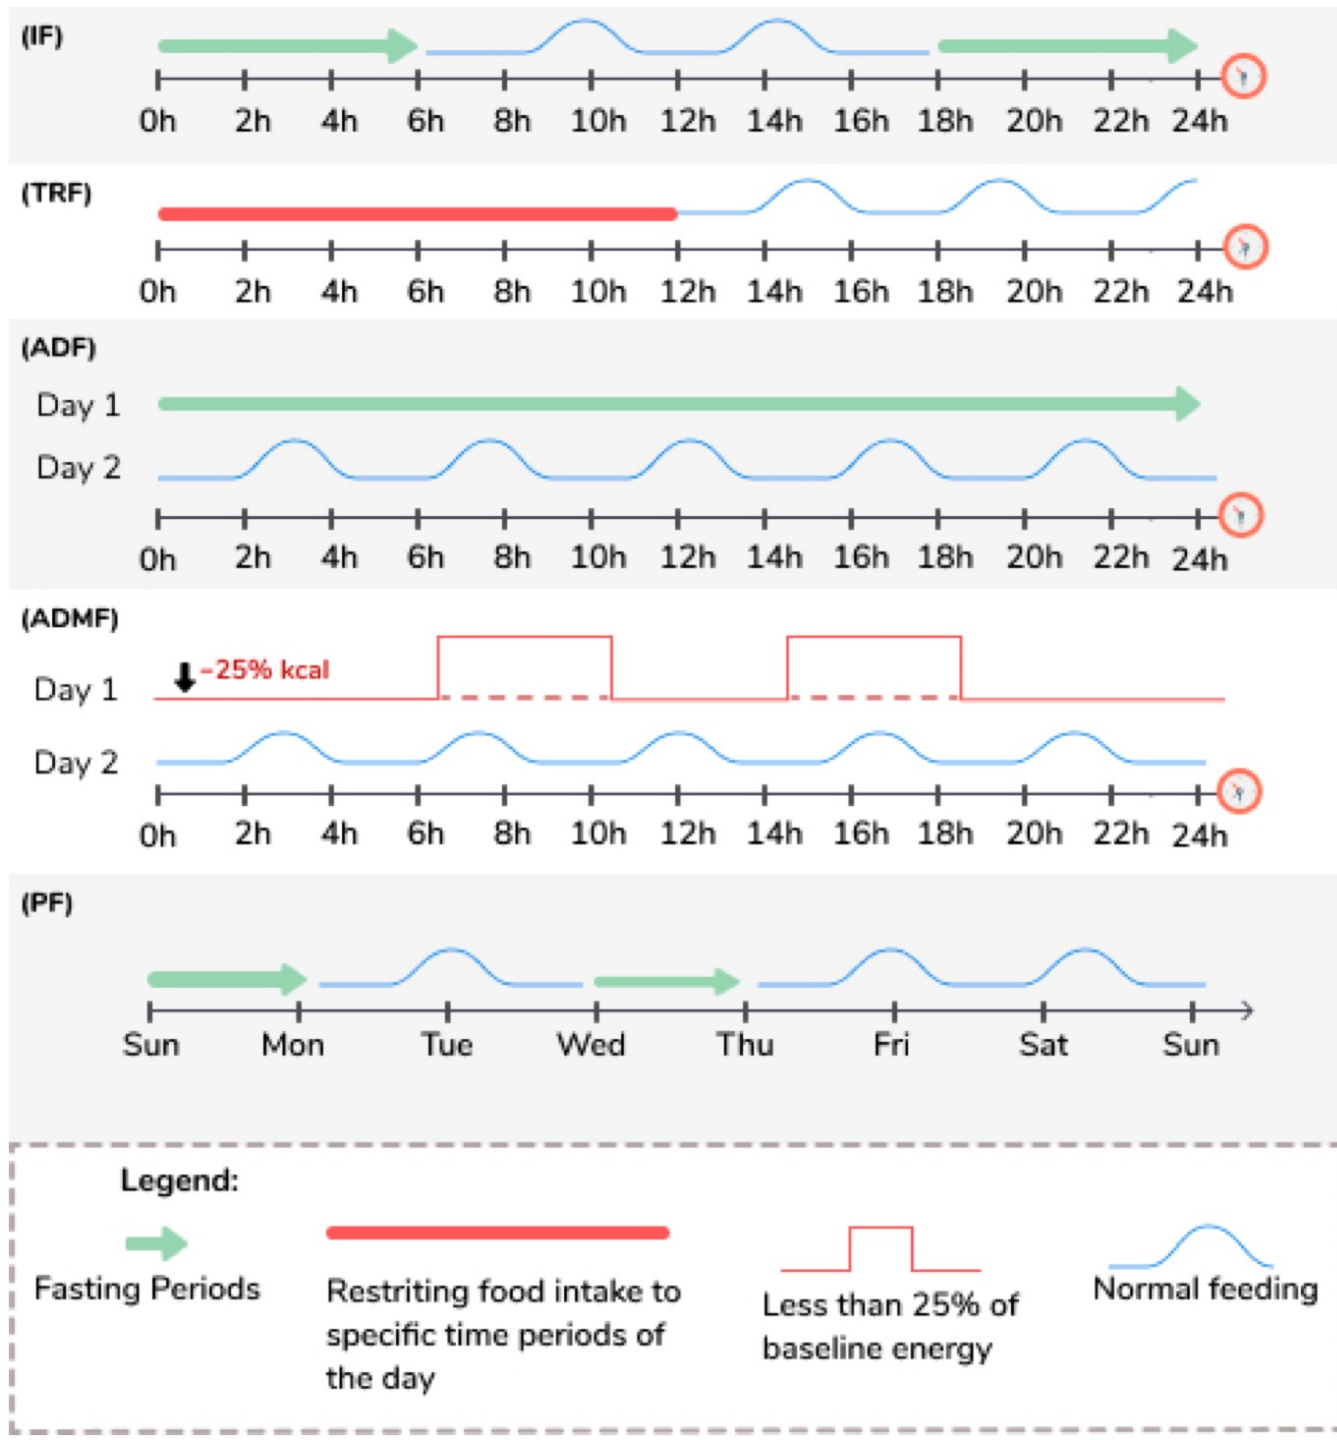 (IF)
0h 2h 4h 6h 8h 10h 12h 14h 16h 18h 20h 22h 24h
(TRF)
0h 2h 4h 6h 8h 10h 12h 14h 16h 18h 20h 22h 24h
(ADF)
Day 1
Day 2
0h 2h 4h 6h 8h 10h 12h 14h 16h 18h 20h 22h 24h
(ADMF)
-25% kcal
Day 1
Day 2
0h 2h 4h 6h 8h 10h 12h 14h 16h 18h 20h 22h 24h
(PF)
Sun Mon Tue Wed Thu Fri Sat Sun
Legend:
Fasting Periods
Restriting food intake to
specific time periods of
the day
Less than 25% of
baseline energy
Normal feeding